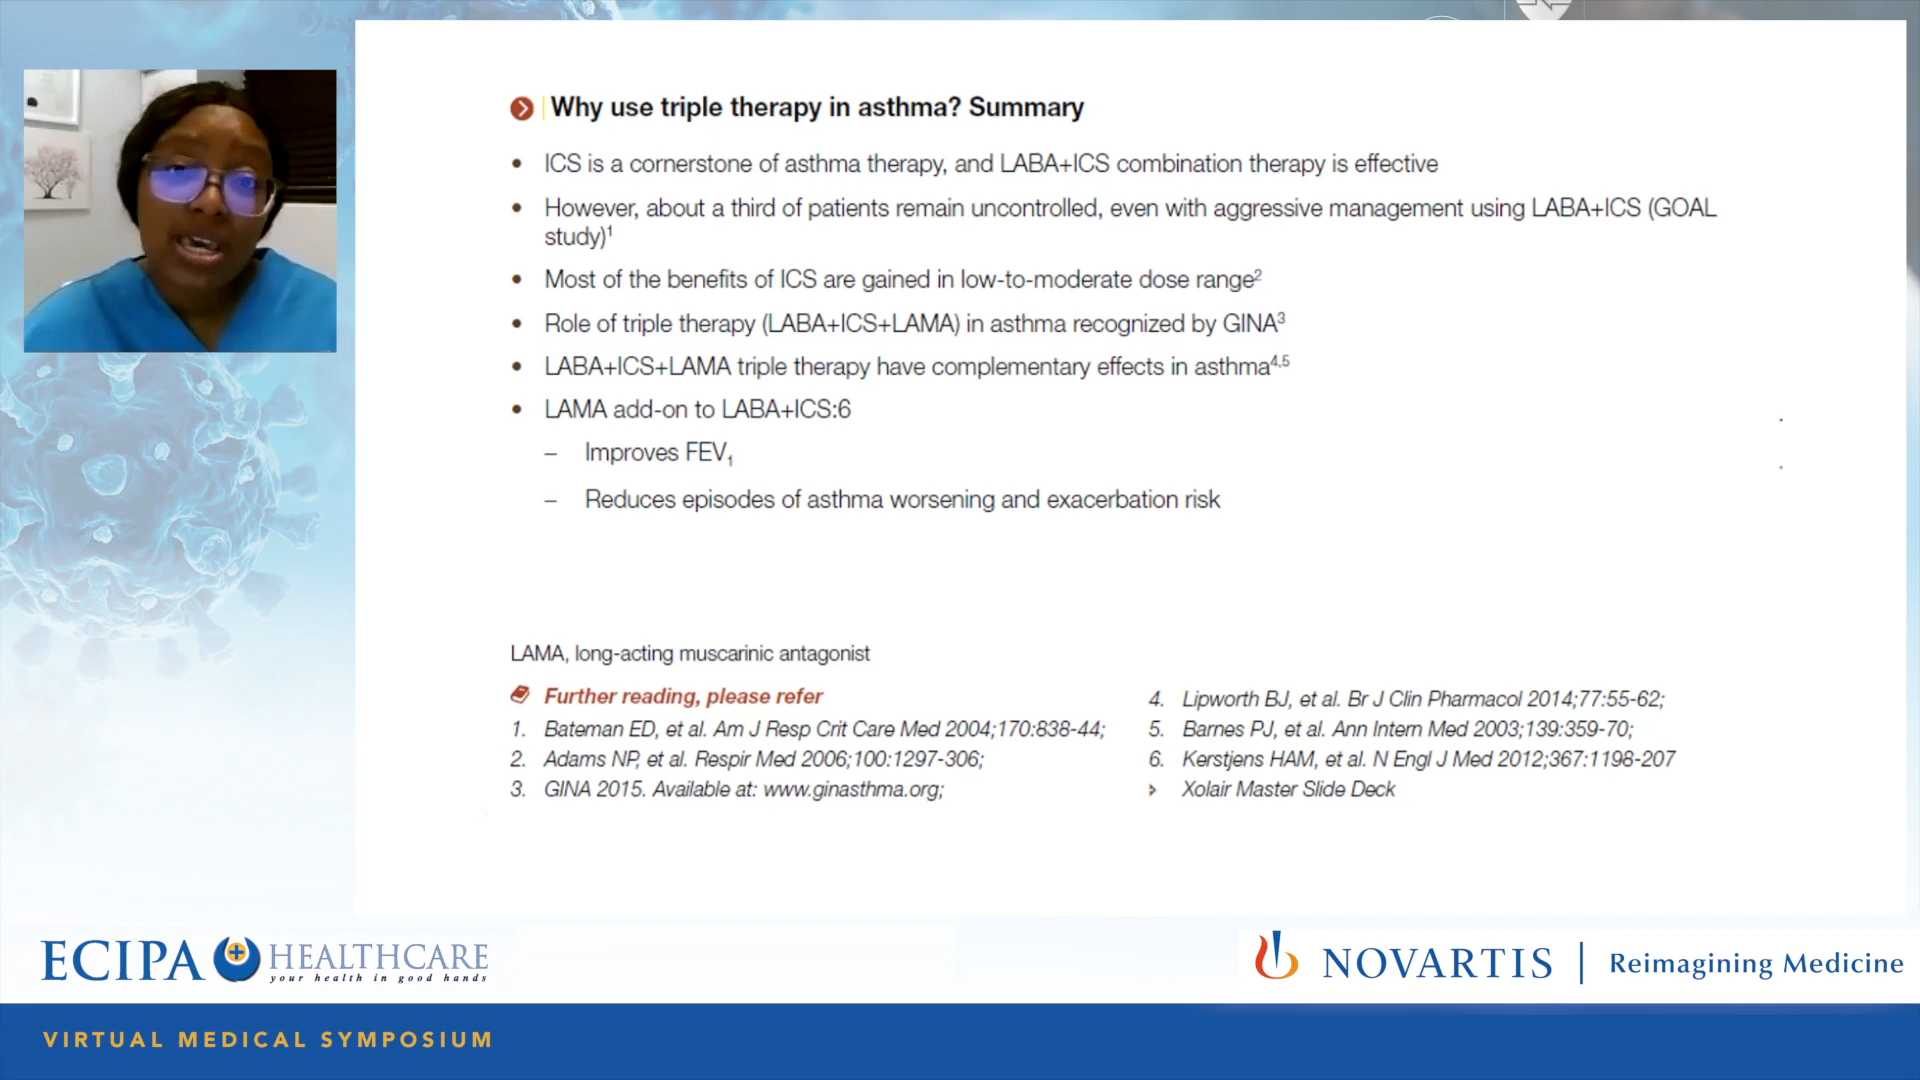 Why use triple therapy in asthma? Summary
• ICS is a cornerstone of asthma therapy, and LABA+ICS combination therapy is effective
• However, about a third of patients remain uncontrolled, even with aggressive management using LABA+ICS (GOAL
study)¹
• Most of the benefits of ICS are gained in low-to-moderate dose range²
• Role of triple therapy (LABA+ICS+LAMA) in asthma recognized by GINA³
• LABA+ICS+LAMA triple therapy have complementary effects in asthma⁴,⁵
• LAMA add-on to LABA+ICS:6
– Improves FEV₁
– Reduces episodes of asthma worsening and exacerbation risk
LAMA, long-acting muscarinic antagonist
Further reading, please refer
1. Bateman ED, et al. Am J Resp Crit Care Med 2004;170:838-44;
2. Adams NP, et al. Respir Med 2006;100:1297-306;
3. GINA 2015. Available at: www.ginasthma.org;
4. Lipworth BJ, et al. Br J Clin Pharmacol 2014;77:55-62;
5. Barnes PJ, et al. Ann Intern Med 2003;139:359-70;
6. Kerstjens HAM, et al. N Engl J Med 2012;367:1198-207
Xolair Master Slide Deck
ECIPA HEALTHCARE
your health in good hands
NOVARTIS | Reimagining Medicine
VIRTUAL MEDICAL SYMPOSIUM